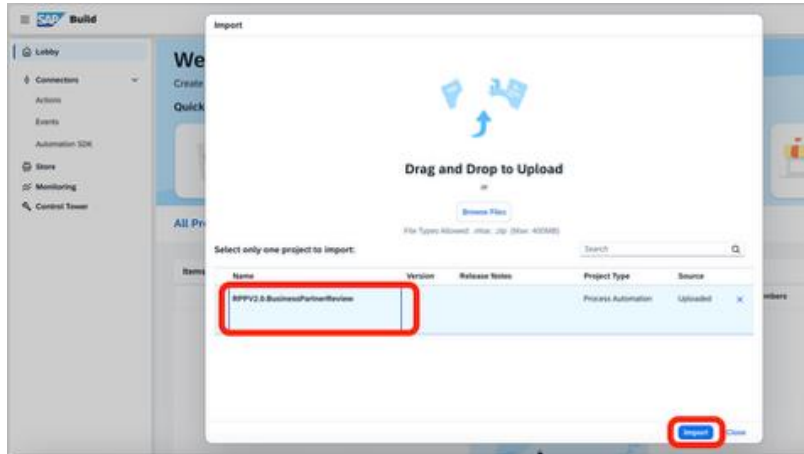 SAP Build
Import
Lobby
Connectors
Actions
Events
Automation SDK
Store
Monitoring
Control Tower
We
Create
Quick
Drag and Drop to Upload
or
Browse Files
File Types Allowed: .mtar, .zip (Max: 400MB)
All Pr
Select only one project to import:
Search
Items
Name Version Release Notes Project Type Source
mbers
RPPV2.0.BusinessPartnerReview Process Automation Uploaded
Import Close